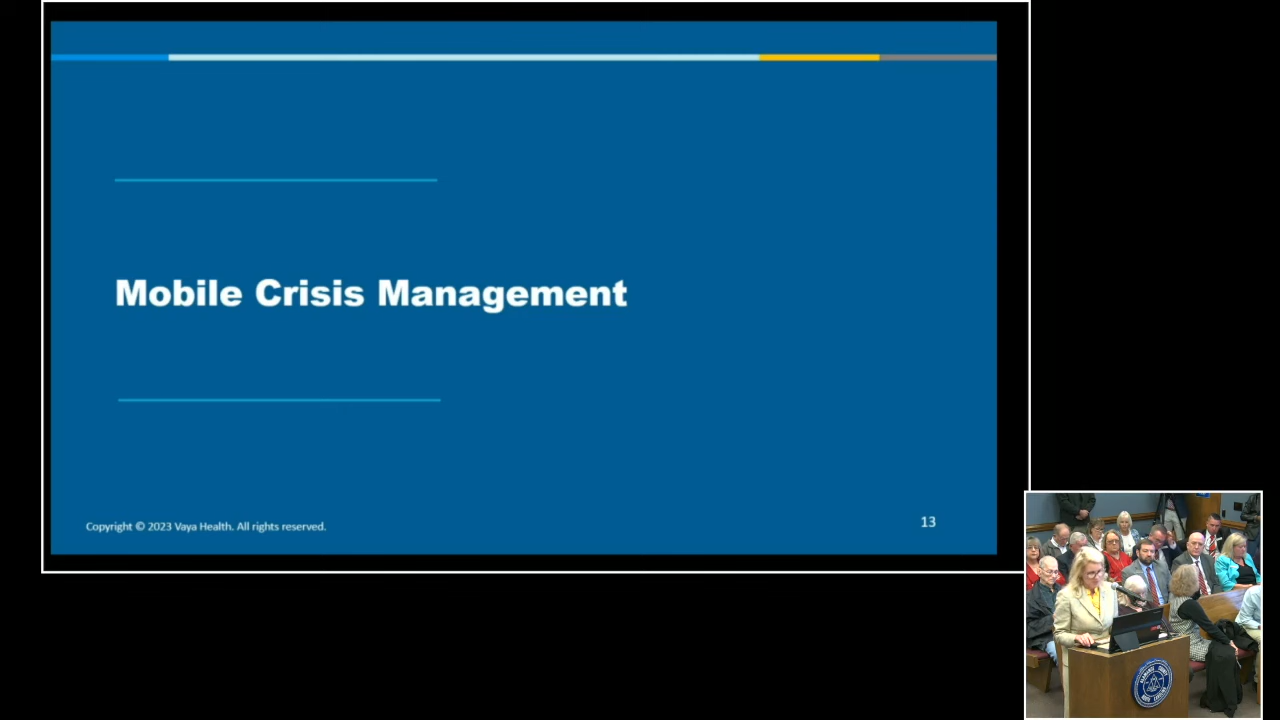 Mobile Crisis Management
Copyright © 2023 Vaya Health. All rights reserved.
13